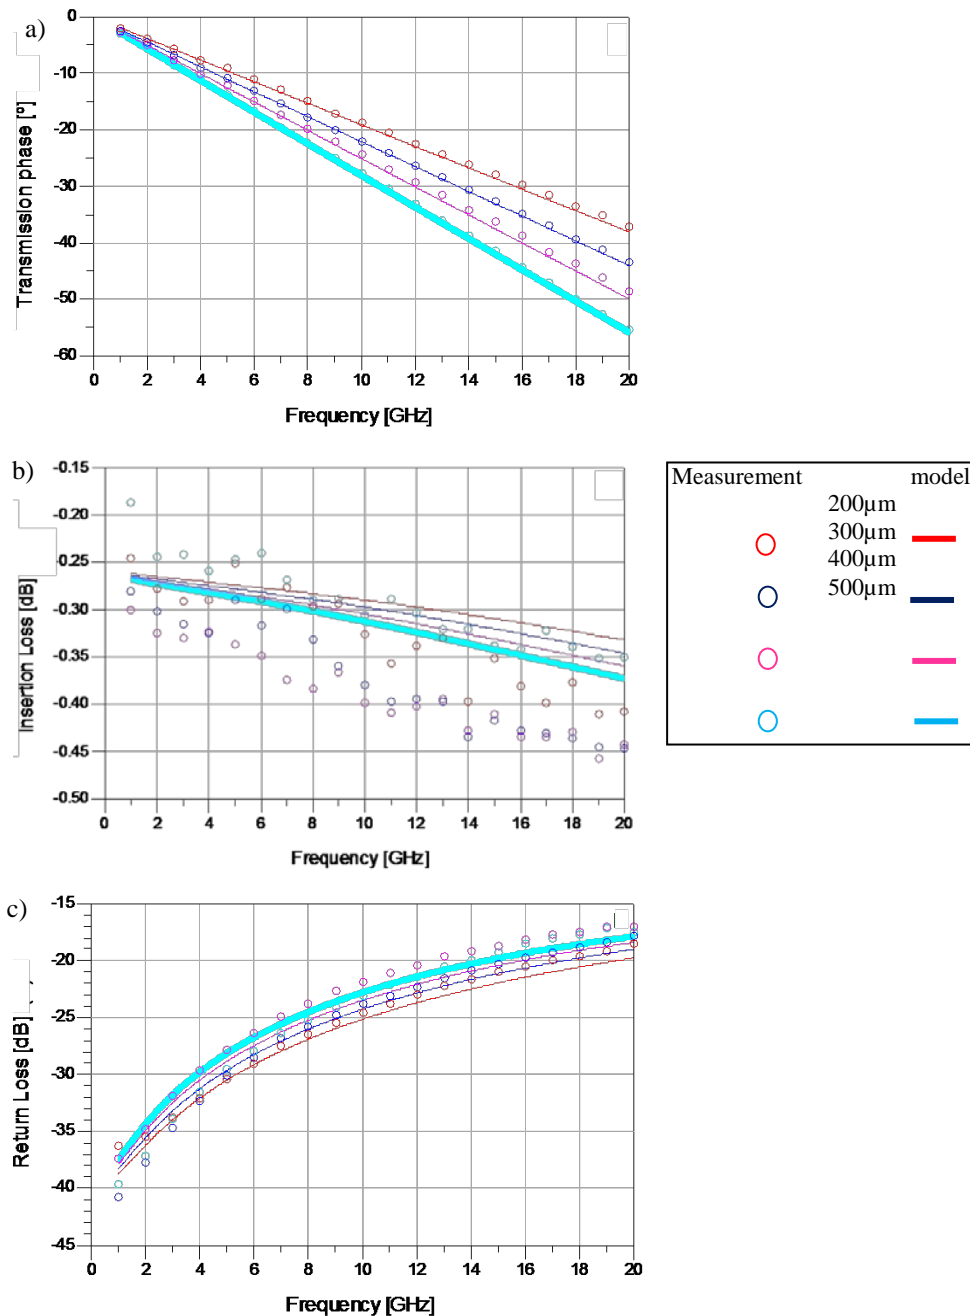 a)
0
-10
-20
-30
-40
-50
-60
Transmission phase [°]
0 2 4 6 8 10 12 14 16 18 20
Frequency [GHz]
b)
-0.15
-0.20
-0.25
-0.30
-0.35
-0.40
-0.45
-0.50
Insertion Loss [dB]
0 2 4 6 8 10 12 14 16 18 20
Frequency [GHz]
Measurement model
200µm
300µm
400µm
500µm
c)
-15
-20
-25
-30
-35
-40
-45
Return Loss [dB]
0 2 4 6 8 10 12 14 16 18 20
Frequency [GHz]